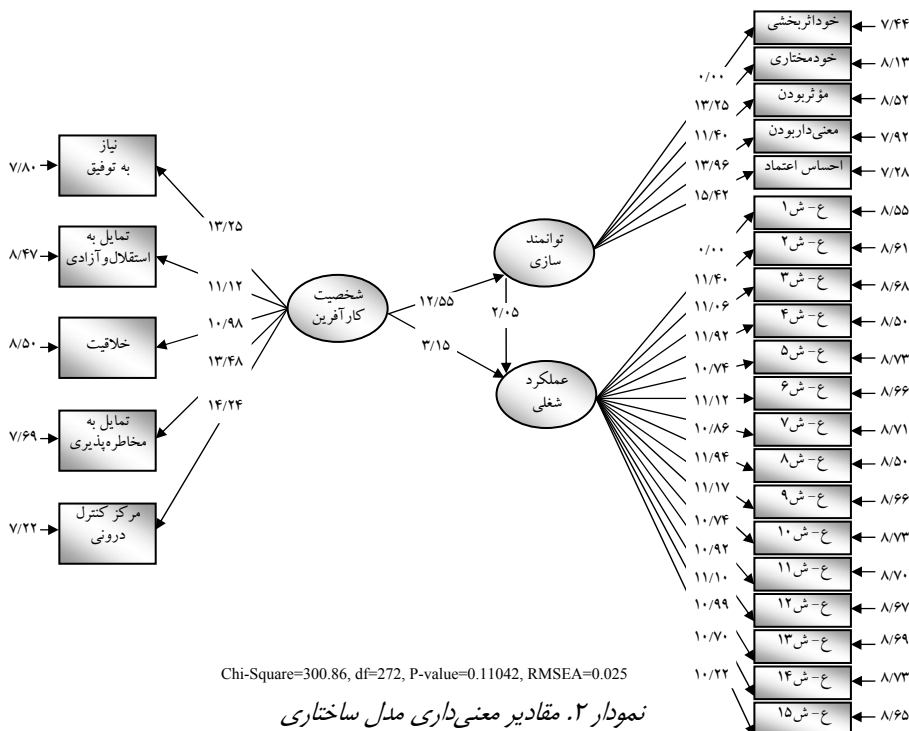 خوداثربخشی
۷/۴۴
خودمختاری
۸/۱۳
مؤثربودن
۸/۵۲
معنی‌داربودن
۷/۹۲
احساس اعتماد
۷/۲۸
ع- ش۱
۸/۵۵
ع- ش۲
۸/۶۱
ع- ش۳
۸/۶۸
ع- ش۴
۸/۵۰
ع- ش۵
۸/۷۳
ع- ش۶
۸/۶۶
ع- ش۷
۸/۷۱
ع- ش۸
۸/۵۰
ع- ش۹
۸/۶۶
ع- ش۱۰
۸/۷۳
ع- ش۱۱
۸/۷۰
ع- ش۱۲
۸/۶۷
ع- ش۱۳
۸/۶۹
ع- ش۱۴
۸/۷۳
ع- ش۱۵
۸/۶۵
۰/۰۰
۱۳/۲۵
۱۱/۴۰
۱۳/۹۶
۱۵/۴۲
۰/۰۰
۱۱/۴۰
۱۱/۰۶
۱۱/۹۲
۱۰/۷۴
۱۱/۱۲
۱۰/۸۶
۱۱/۹۴
۱۱/۱۷
۱۰/۷۴
۱۰/۹۲
۱۱/۱۰
۱۰/۹۹
۱۰/۷۰
۱۰/۲۲
توانمند
سازی
عملکرد
شغلی
۲/۰۵
۱۲/۵۵
۳/۱۵
شخصیت
کارآفرین
۱۳/۲۵
۱۱/۱۲
۱۰/۹۸
۱۳/۴۸
۱۴/۲۴
نیاز
به توفیق
۷/۸۰
تمایل به
استقلال‌وآزادی
۸/۴۷
خلاقیت
۸/۵۰
تمایل به
مخاطره‌پذیری
۷/۶۹
مرکز کنترل
درونی
۷/۲۲
Chi-Square=300.86, df=272, P-value=0.11042, RMSEA=0.025
نمودار ۲. مقادیر معنی‌داری مدل ساختاری